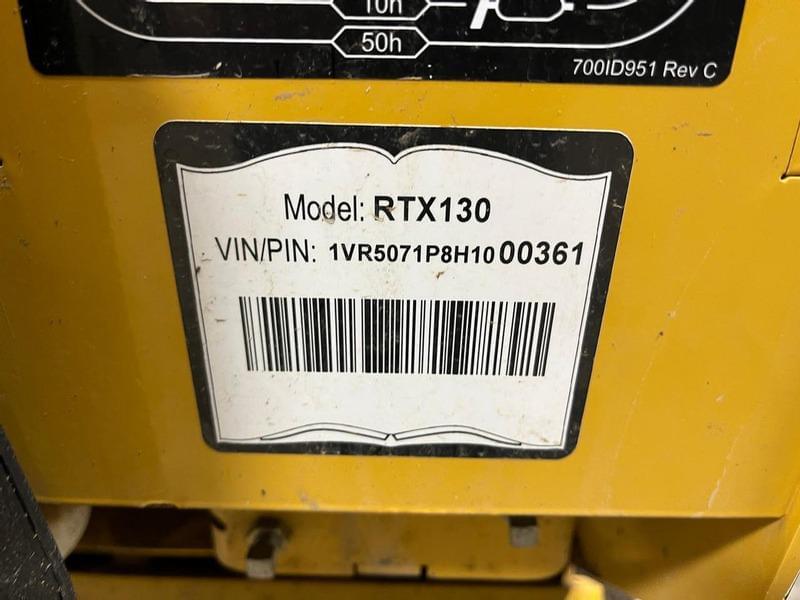 10h
50h
700ID951 Rev C
Model: RTX130
VIN/PIN: 1VR5071P8H1000361